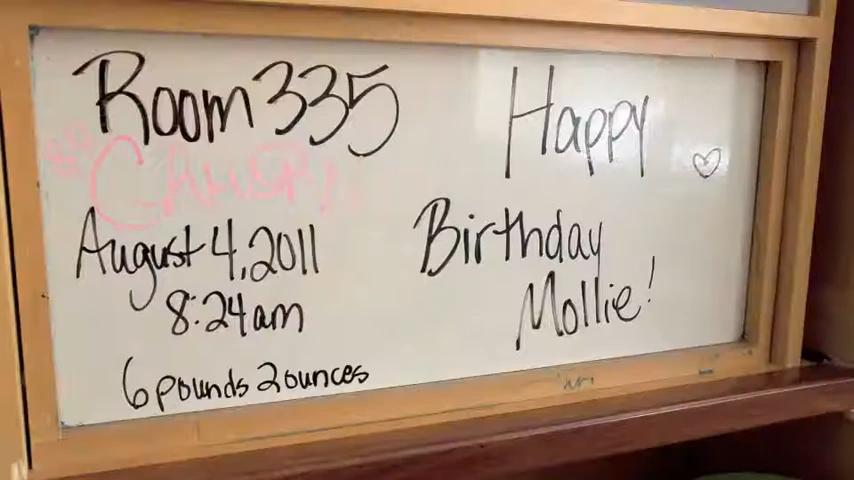 Room 335
August 4, 2011
8:24am
6 pounds 2 ounces
Happy
Birthday
Mollie!